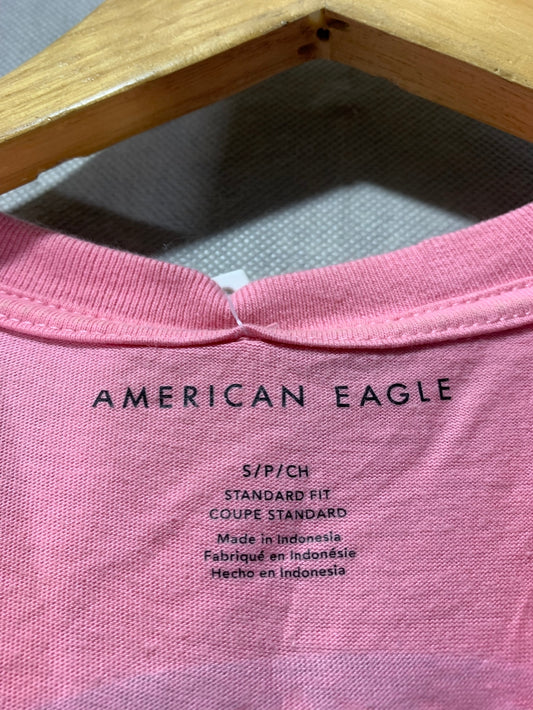 AMERICAN EAGLE
S/P/CH
STANDARD FIT
COUPE STANDARD
Made in Indonesia
Fabriqué en Indonésie
Hecho en Indonesia